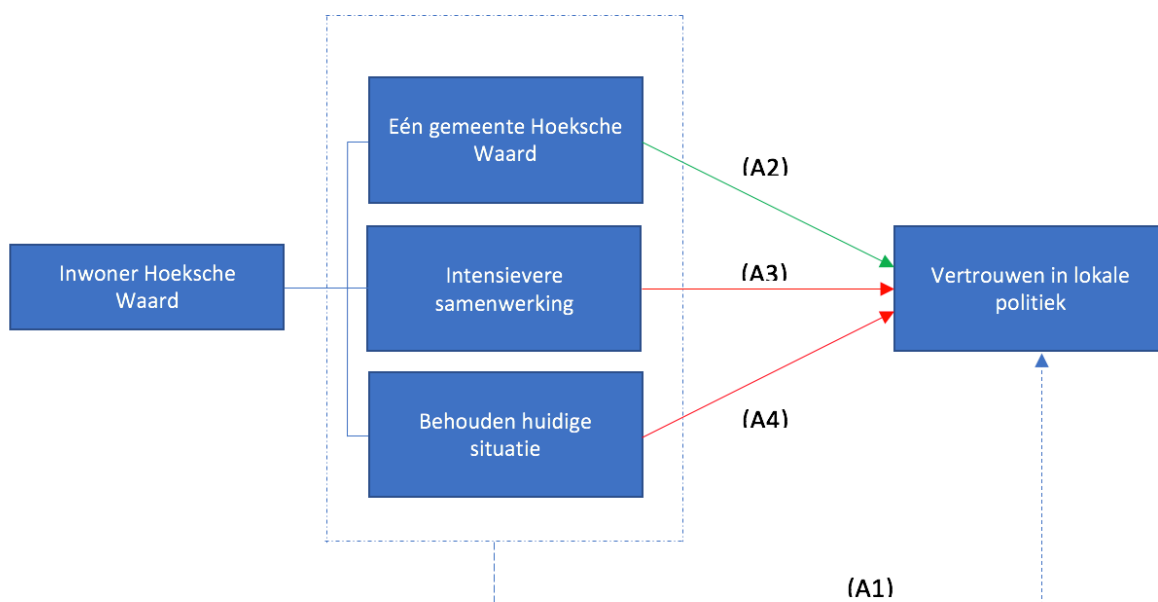 Eén gemeente Hoeksche
Waard
(A2)
Inwoner Hoeksche
Waard
Intensievere
samenwerking
(A3)
Vertrouwen in lokale
politiek
Behouden huidige
situatie
(A4)
(A1)